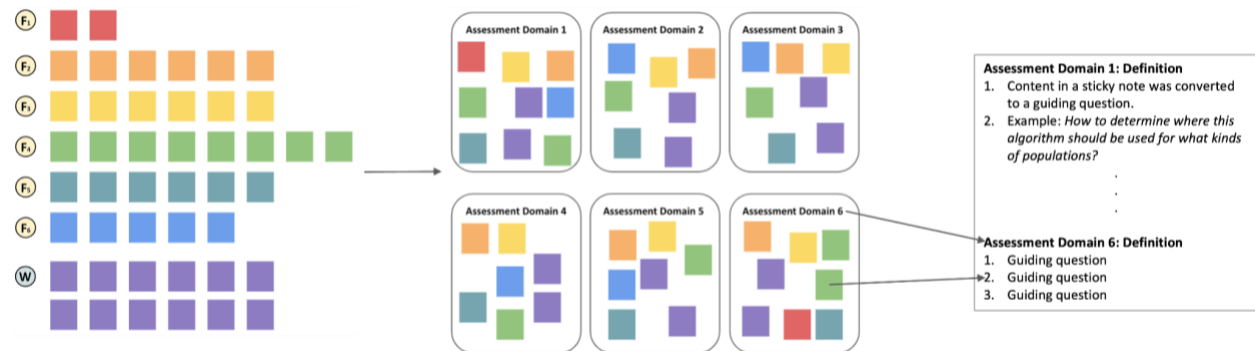 F₁
F₂
F₃
F₄
F₅
F₆
W
Assessment Domain 1
Assessment Domain 2
Assessment Domain 3
Assessment Domain 4
Assessment Domain 5
Assessment Domain 6
Assessment Domain 1: Definition
1. Content in a sticky note was converted
to a guiding question.
2. Example: How to determine where this
algorithm should be used for what kinds
of populations?
.
.
.
Assessment Domain 6: Definition
1. Guiding question
2. Guiding question
3. Guiding question